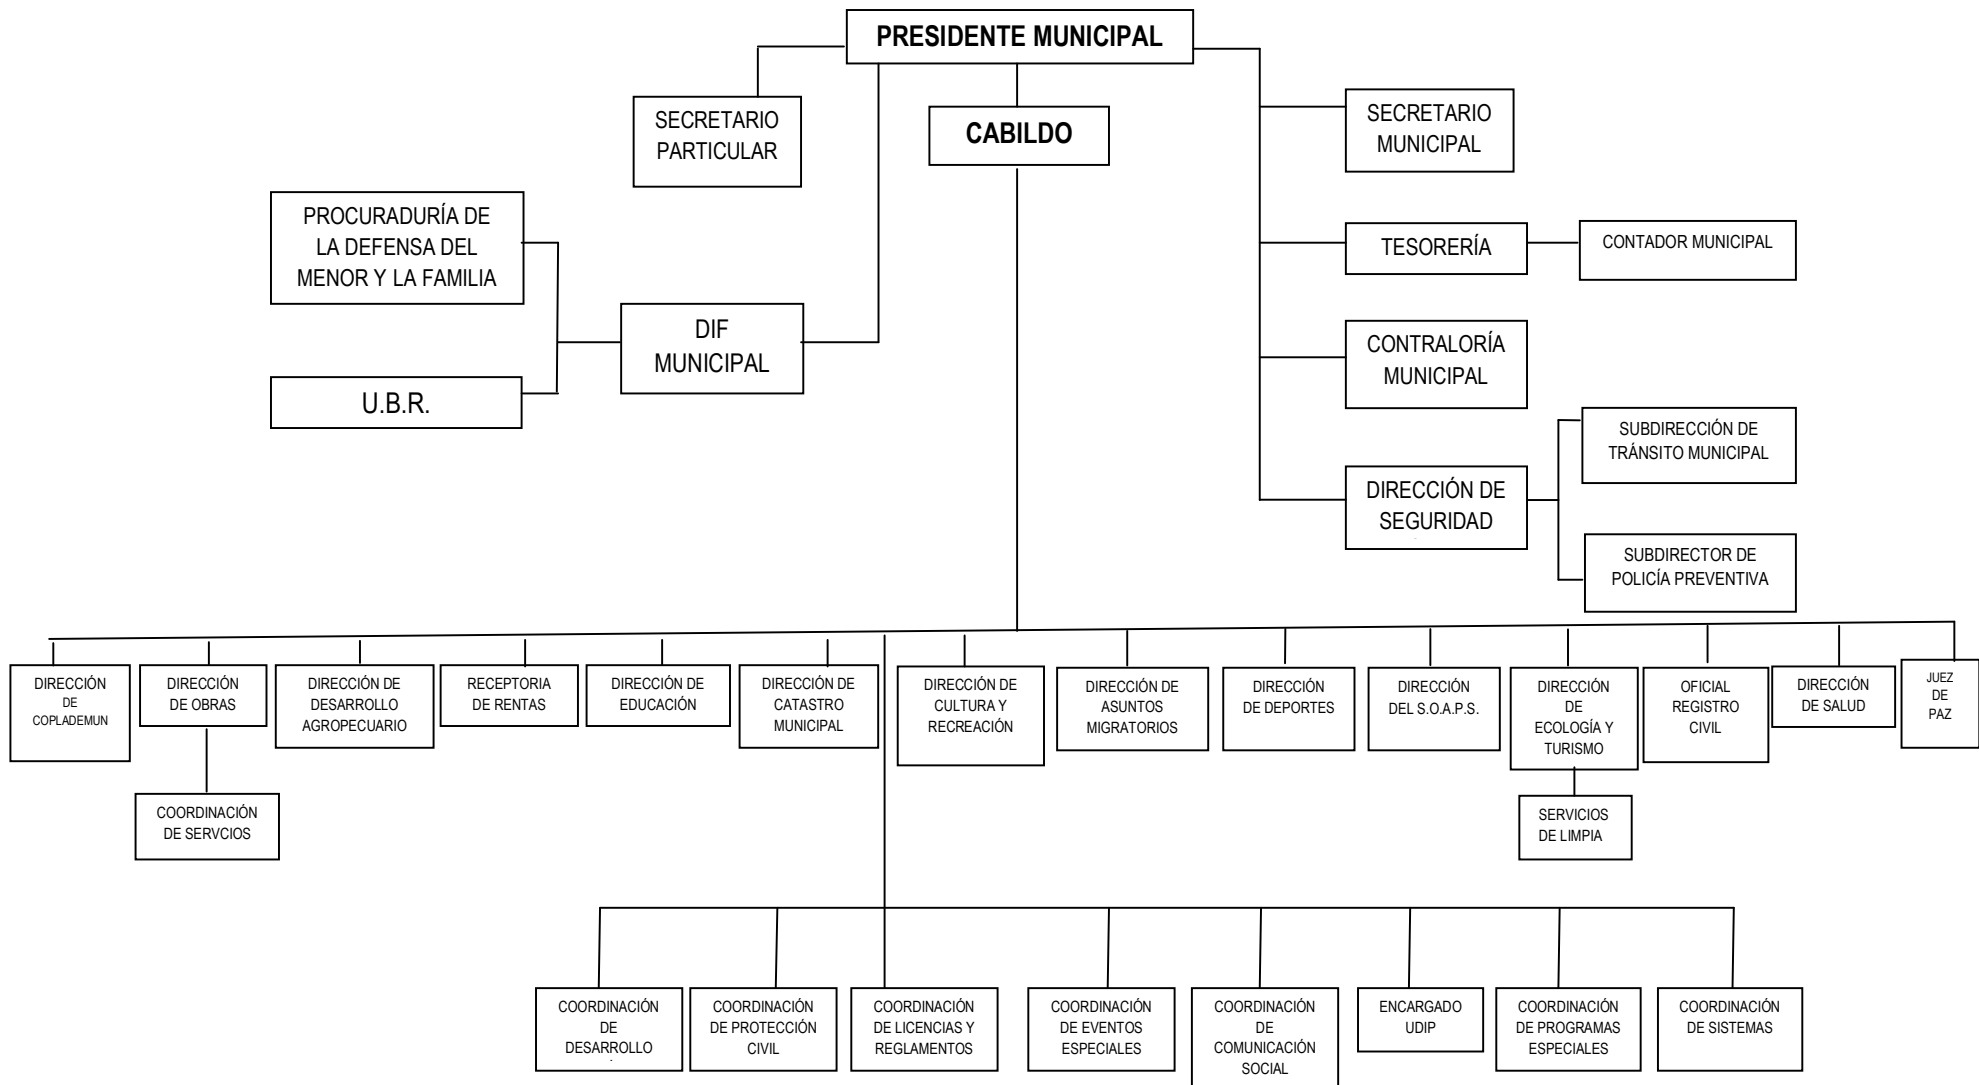 PRESIDENTE MUNICIPAL
SECRETARIO
PARTICULAR
CABILDO
SECRETARIO
MUNICIPAL
PROCURADURÍA DE
LA DEFENSA DEL
MENOR Y LA FAMILIA
TESORERÍA
CONTADOR MUNICIPAL
DIF
MUNICIPAL
CONTRALORÍA
MUNICIPAL
U.B.R.
SUBDIRECCIÓN DE
TRÁNSITO MUNICIPAL
DIRECCIÓN DE
SEGURIDAD
SUBDIRECTOR DE
POLICÍA PREVENTIVA
DIRECCIÓN
DE
COPLADEMUN
DIRECCIÓN
DE OBRAS
DIRECCIÓN DE
DESARROLLO
AGROPECUARIO
RECEPTORIA
DE RENTAS
DIRECCIÓN DE
EDUCACIÓN
DIRECCIÓN DE
CATASTRO
MUNICIPAL
DIRECCIÓN DE
CULTURA Y
RECREACIÓN
DIRECCIÓN DE
ASUNTOS
MIGRATORIOS
DIRECCIÓN
DE DEPORTES
DIRECCIÓN
DEL S.O.A.P.S.
DIRECCIÓN
DE
ECOLOGÍA Y
TURISMO
OFICIAL
REGISTRO
CIVIL
DIRECCIÓN
DE SALUD
JUEZ
DE
PAZ
COORDINACIÓN
DE SERVCIOS
SERVICIOS
DE LIMPIA
COORDINACIÓN
DE
DESARROLLO
COORDINACIÓN
DE PROTECCIÓN
CIVIL
COORDINACIÓN
DE LICENCIAS Y
REGLAMENTOS
COORDINACIÓN
DE EVENTOS
ESPECIALES
COORDINACIÓN
DE
COMUNICACIÓN
SOCIAL
ENCARGADO
UDIP
COORDINACIÓN
DE PROGRAMAS
ESPECIALES
COORDINACIÓN
DE SISTEMAS